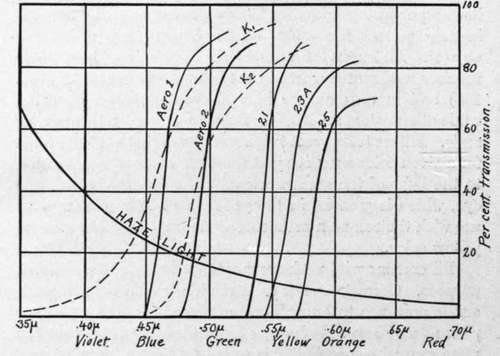 100
80
60
40
20
Per cent. transmission
Aero 1
K1
Aero 2
K2
21
23A
25
HAZE LIGHT
.35μ .40μ .45μ .50μ .55μ .60μ 65μ 70μ
Violet Blue Green Yellow Orange Red